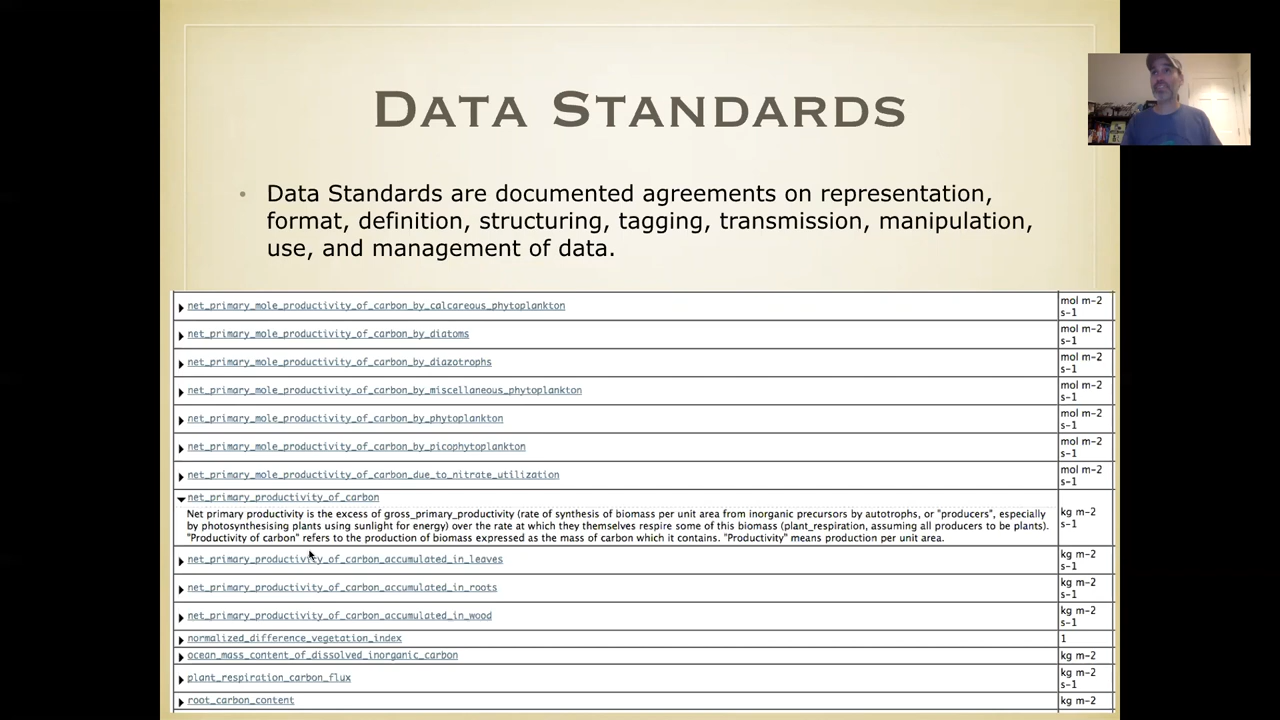 DATA STANDARDS
• Data Standards are documented agreements on representation,
format, definition, structuring, tagging, transmission, manipulation,
use, and management of data.
net_primary_mole_productivity_of_carbon_by_calcareous_phytoplankton mol m-2
s-1
net_primary_mole_productivity_of_carbon_by_diatoms mol m-2
s-1
net_primary_mole_productivity_of_carbon_by_diazotrophs mol m-2
s-1
net_primary_mole_productivity_of_carbon_by_miscellaneous_phytoplankton mol m-2
s-1
net_primary_mole_productivity_of_carbon_by_phytoplankton mol m-2
s-1
net_primary_mole_productivity_of_carbon_by_picophytoplankton mol m-2
s-1
net_primary_mole_productivity_of_carbon_due_to_nitrate_utilization mol m-2
s-1
net_primary_productivity_of_carbon
Net primary productivity is the excess of gross_primary_productivity (rate of synthesis of biomass per unit area from inorganic precursors by autotrophs, or "producers", especially kg m-2
by photosynthesising plants using sunlight for energy) over the rate at which they themselves respire some of this biomass (plant_respiration, assuming all producers to be plants). s-1
"Productivity of carbon" refers to the production of biomass expressed as the mass of carbon which it contains. "Productivity" means production per unit area.
net_primary_productivity_of_carbon_accumulated_in_leaves kg m-2
s-1
net_primary_productivity_of_carbon_accumulated_in_roots kg m-2
s-1
net_primary_productivity_of_carbon_accumulated_in_wood kg m-2
s-1
normalized_difference_vegetation_index 1
ocean_mass_content_of_dissolved_inorganic_carbon kg m-2
plant_respiration_carbon_flux kg m-2
s-1
root_carbon_content kg m-2